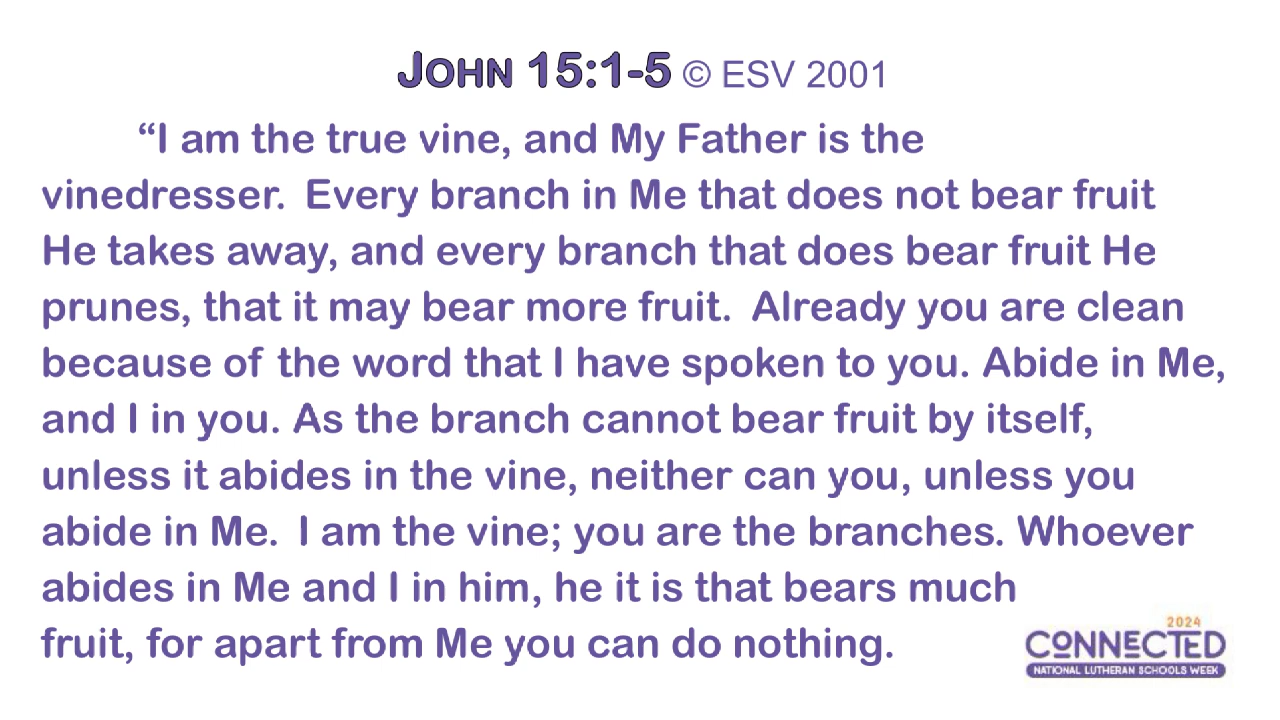 JOHN 15:1-5 © ESV 2001
“I am the true vine, and My Father is the
vinedresser.  Every branch in Me that does not bear fruit
He takes away, and every branch that does bear fruit He
prunes, that it may bear more fruit.  Already you are clean
because of the word that I have spoken to you. Abide in Me,
and I in you. As the branch cannot bear fruit by itself,
unless it abides in the vine, neither can you, unless you
abide in Me.  I am the vine; you are the branches. Whoever
abides in Me and I in him, he it is that bears much
fruit, for apart from Me you can do nothing.
2024
CONNECTED
NATIONAL LUTHERAN SCHOOLS WEEK